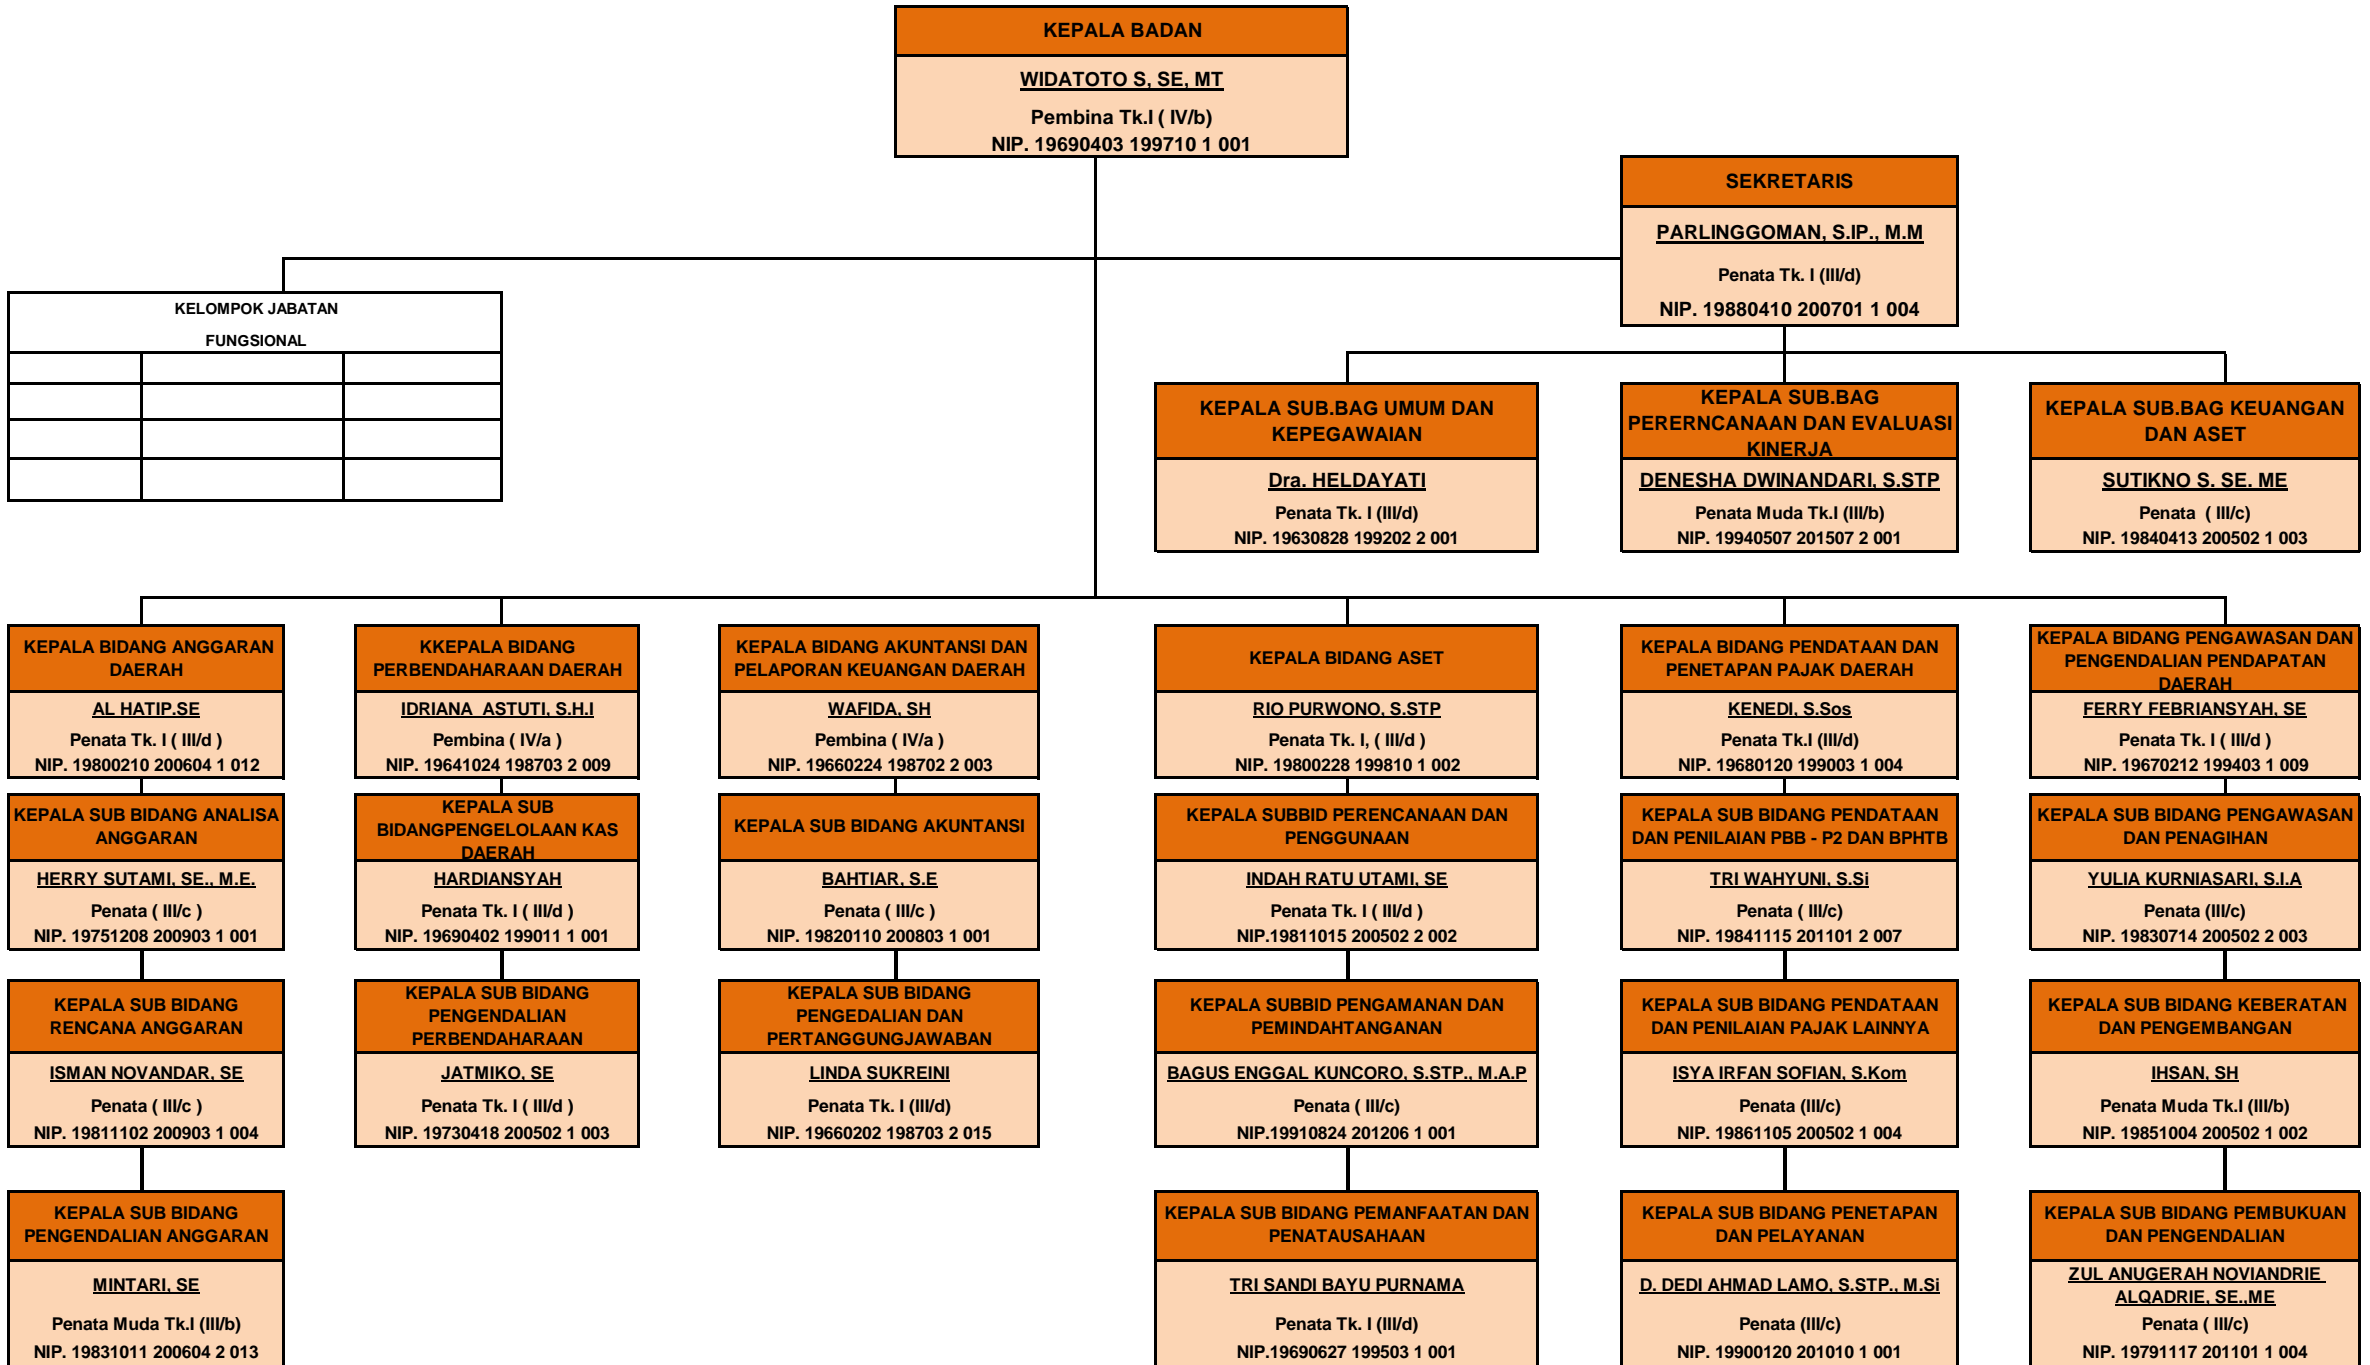 KEPALA BADAN
WIDATOTO S, SE, MT
Pembina Tk.I ( IV/b)
NIP. 19690403 199710 1 001
SEKRETARIS
PARLINGGOMAN, S.IP., M.M
Penata Tk. I (III/d)
NIP. 19880410 200701 1 004
KELOMPOK JABATAN
FUNGSIONAL
KEPALA SUB.BAG UMUM DAN
KEPEGAWAIAN
Dra. HELDAYATI
Penata Tk. I (III/d)
NIP. 19630828 199202 2 001
KEPALA SUB.BAG
PERERNCANAAN DAN EVALUASI
KINERJA
DENESHA DWINANDARI, S.STP
Penata Muda Tk.I (III/b)
NIP. 19940507 201507 2 001
KEPALA SUB.BAG KEUANGAN
DAN ASET
SUTIKNO S. SE. ME
Penata  ( III/c)
NIP. 19840413 200502 1 003
KEPALA BIDANG ANGGARAN
DAERAH
AL HATIP.SE
Penata Tk. I ( III/d )
NIP. 19800210 200604 1 012
KKEPALA BIDANG
PERBENDAHARAAN DAERAH
IDRIANA  ASTUTI, S.H.I
Pembina ( IV/a )
NIP. 19641024 198703 2 009
KEPALA BIDANG AKUNTANSI DAN
PELAPORAN KEUANGAN DAERAH
WAFIDA, SH
Pembina ( IV/a )
NIP. 19660224 198702 2 003
KEPALA BIDANG ASET
RIO PURWONO, S.STP
Penata Tk. I, ( III/d )
NIP. 19800228 199810 1 002
KEPALA BIDANG PENDATAAN DAN
PENETAPAN PAJAK DAERAH
KENEDI, S.Sos
Penata Tk.I (III/d)
NIP. 19680120 199003 1 004
KEPALA BIDANG PENGAWASAN DAN
PENGENDALIAN PENDAPATAN
DAERAH
FERRY FEBRIANSYAH, SE
Penata Tk. I ( III/d )
NIP. 19670212 199403 1 009
KEPALA SUB BIDANG ANALISA
ANGGARAN
HERRY SUTAMI, SE., M.E.
Penata ( III/c )
NIP. 19751208 200903 1 001
KEPALA SUB
BIDANGPENGELOLAAN KAS
DAERAH
HARDIANSYAH
Penata Tk. I ( III/d )
NIP. 19690402 199011 1 001
KEPALA SUB BIDANG AKUNTANSI
BAHTIAR, S.E
Penata ( III/c )
NIP. 19820110 200803 1 001
KEPALA SUBBID PERENCANAAN DAN
PENGGUNAAN
INDAH RATU UTAMI, SE
Penata Tk. I ( III/d )
NIP.19811015 200502 2 002
KEPALA SUB BIDANG PENDATAAN
DAN PENILAIAN PBB - P2 DAN BPHTB
TRI WAHYUNI, S.Si
Penata ( III/c)
NIP. 19841115 201101 2 007
KEPALA SUB BIDANG PENGAWASAN
DAN PENAGIHAN
YULIA KURNIASARI, S.I.A
Penata (III/c)
NIP. 19830714 200502 2 003
KEPALA SUB BIDANG
RENCANA ANGGARAN
ISMAN NOVANDAR, SE
Penata ( III/c )
NIP. 19811102 200903 1 004
KEPALA SUB BIDANG
PENGENDALIAN
PERBENDAHARAAN
JATMIKO, SE
Penata Tk. I ( III/d )
NIP. 19730418 200502 1 003
KEPALA SUB BIDANG
PENGEDALIAN DAN
PERTANGGUNGJAWABAN
LINDA SUKREINI
Penata Tk. I (III/d)
NIP. 19660202 198703 2 015
KEPALA SUBBID PENGAMANAN DAN
PEMINDAHTANGANAN
BAGUS ENGGAL KUNCORO, S.STP., M.A.P
Penata ( III/c)
NIP.19910824 201206 1 001
KEPALA SUB BIDANG PENDATAAN
DAN PENILAIAN PAJAK LAINNYA
ISYA IRFAN SOFIAN, S.Kom
Penata (III/c)
NIP. 19861105 200502 1 004
KEPALA SUB BIDANG KEBERATAN
DAN PENGEMBANGAN
IHSAN, SH
Penata Muda Tk.I (III/b)
NIP. 19851004 200502 1 002
KEPALA SUB BIDANG
PENGENDALIAN ANGGARAN
MINTARI, SE
Penata Muda Tk.I (III/b)
NIP. 19831011 200604 2 013
KEPALA SUB BIDANG PEMANFAATAN DAN
PENATAUSAHAAN
TRI SANDI BAYU PURNAMA
Penata Tk. I (III/d)
NIP.19690627 199503 1 001
KEPALA SUB BIDANG PENETAPAN
DAN PELAYANAN
D. DEDI AHMAD LAMO, S.STP., M.Si
Penata (III/c)
NIP. 19900120 201010 1 001
KEPALA SUB BIDANG PEMBUKUAN
DAN PENGENDALIAN
ZUL ANUGERAH NOVIANDRIE
ALQADRIE, SE.,ME
Penata ( III/c)
NIP. 19791117 201101 1 004